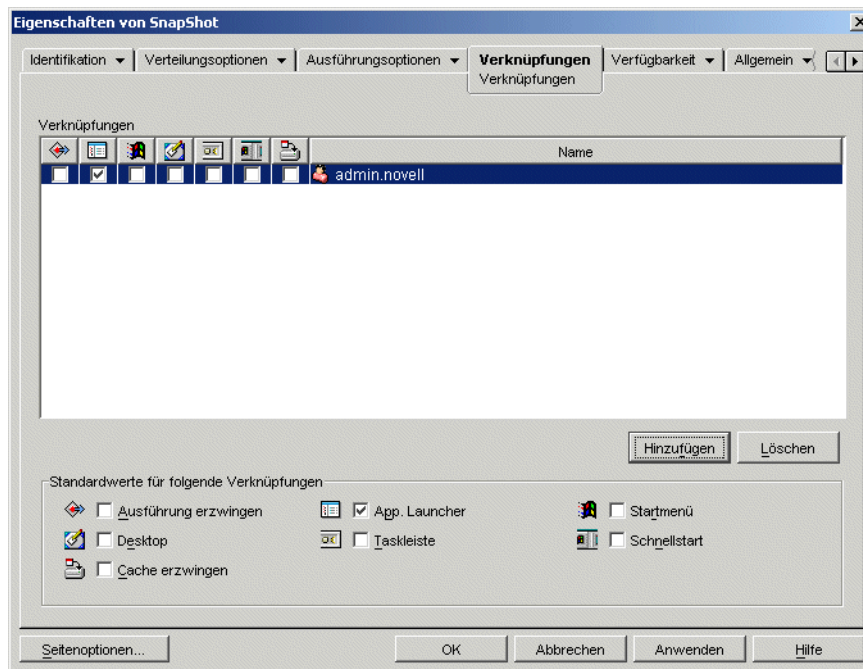 Eigenschaften von SnapShot
Identifikation Verteilungsoptionen Ausführungsoptionen Verknüpfungen Verfügbarkeit Allgemein
Verknüpfungen
Verknüpfungen
Name
admin.novell
Hinzufügen Löschen
Standardwerte für folgende Verknüpfungen
Ausführung erzwingen App. Launcher Startmenü
Desktop Taskleiste Schnellstart
Cache erzwingen
Seitenoptionen... OK Abbrechen Anwenden Hilfe